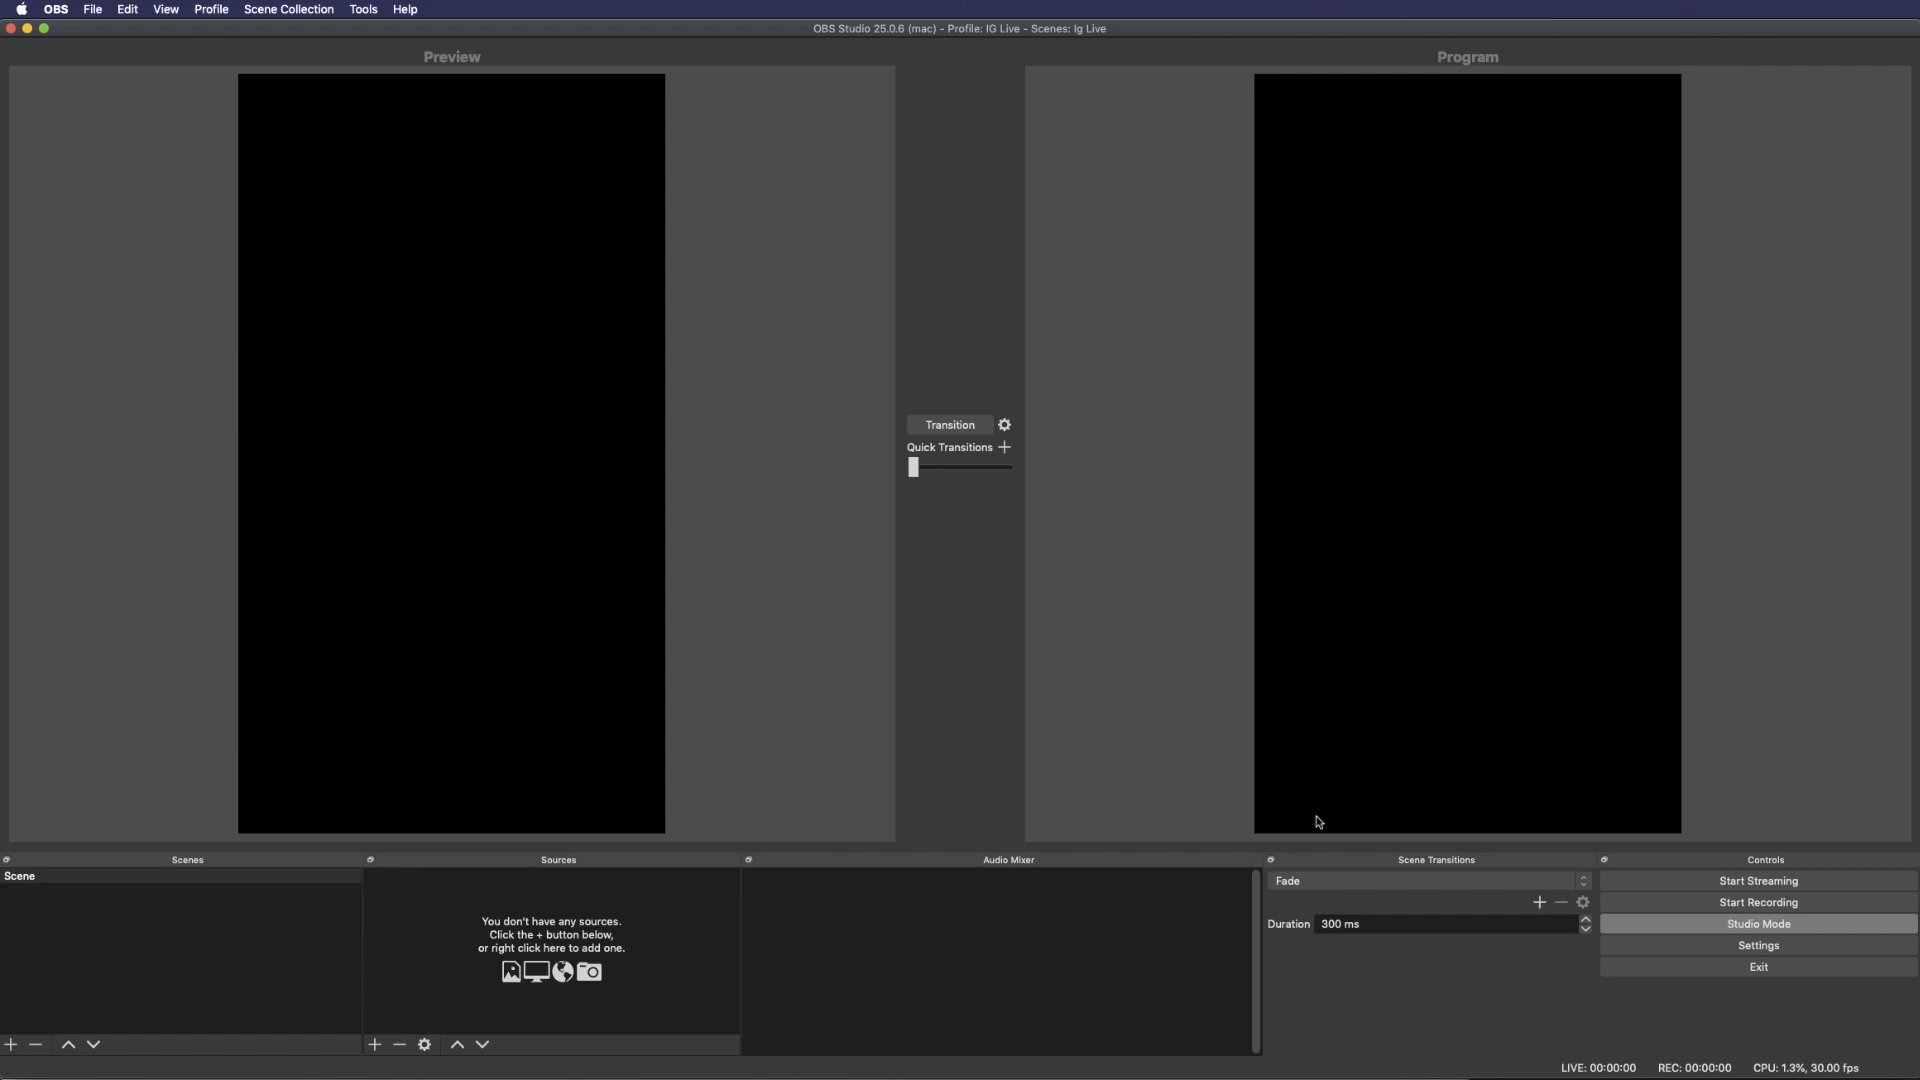 OBS File Edit View Profile Scene Collection Tools Help
OBS Studio 25.0.6 (mac) - Profile: IG Live - Scenes: Ig Live
Preview
Program
Transition
Quick Transitions
Scenes
Scene
Sources
You don't have any sources.
Click the + button below,
or right click here to add one.
Audio Mixer
Scene Transitions
Fade
Duration 300 ms
Controls
Start Streaming
Start Recording
Studio Mode
Settings
Exit
LIVE: 00:00:00 REC: 00:00:00 CPU: 1.3%, 30.00 fps